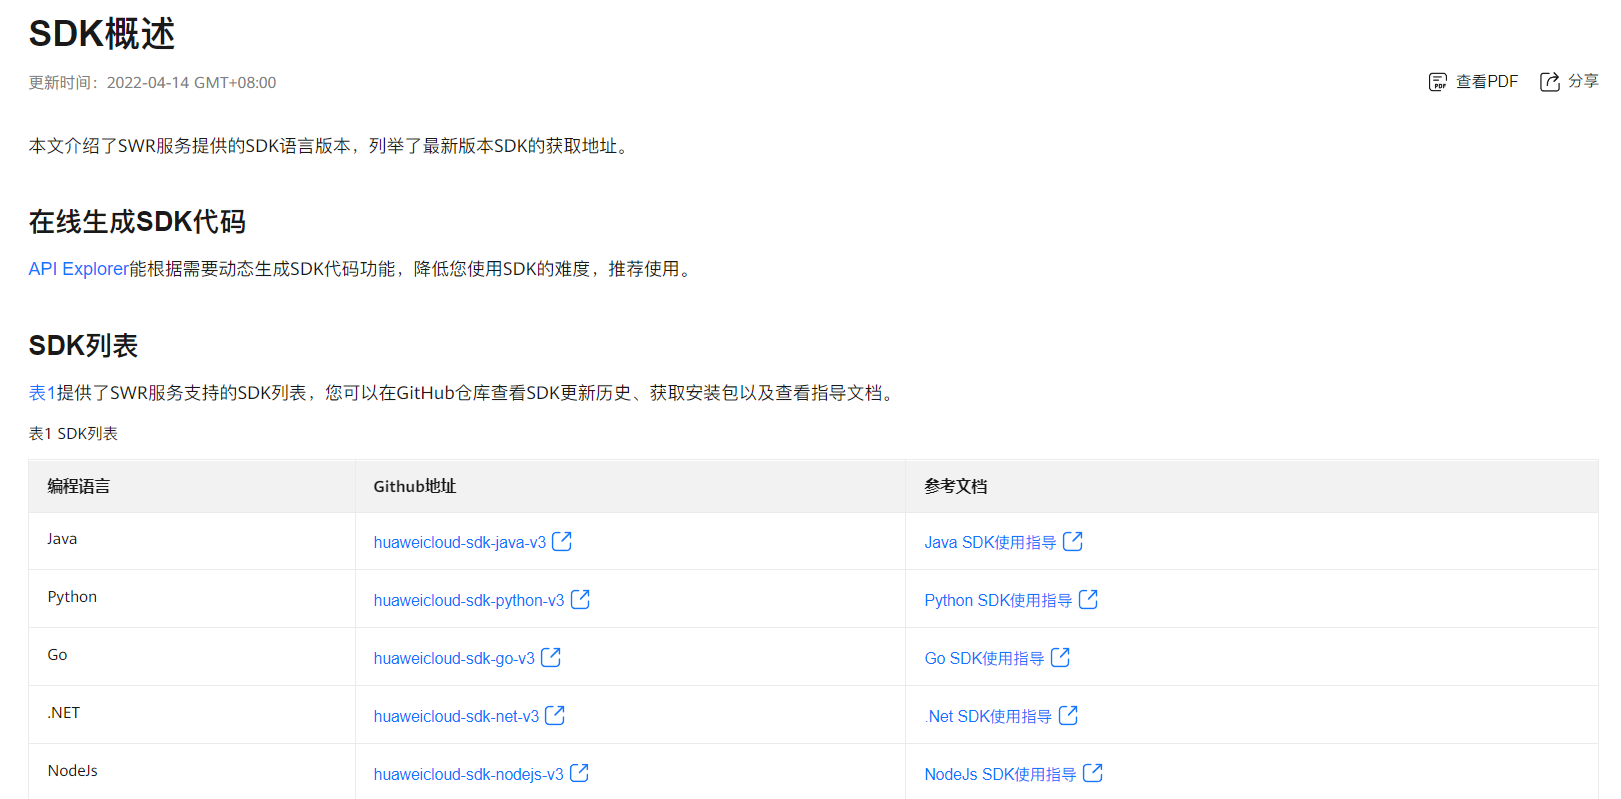 SDK概述
更新时间：2022-04-14 GMT+08:00
查看PDF 分享
本文介绍了SWR服务提供的SDK语言版本，列举了最新版本SDK的获取地址。
在线生成SDK代码
API Explorer能根据需要动态生成SDK代码功能，降低您使用SDK的难度，推荐使用。
SDK列表
表1提供了SWR服务支持的SDK列表，您可以在GitHub仓库查看SDK更新历史、获取安装包以及查看指导文档。
表1 SDK列表
编程语言 Github地址 参考文档
Java huaweicloud-sdk-java-v3 Java SDK使用指导
Python huaweicloud-sdk-python-v3 Python SDK使用指导
Go huaweicloud-sdk-go-v3 Go SDK使用指导
.NET huaweicloud-sdk-net-v3 .Net SDK使用指导
NodeJs huaweicloud-sdk-nodejs-v3 NodeJs SDK使用指导